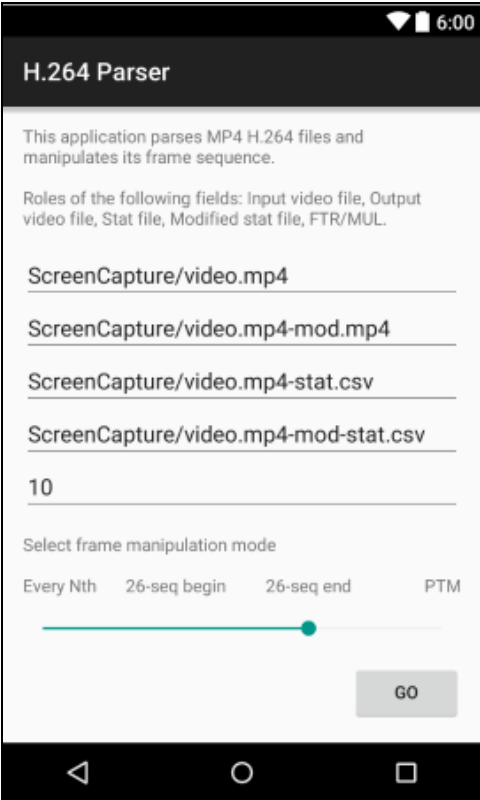 6:00
H.264 Parser
This application parses MP4 H.264 files and
manipulates its frame sequence.
Roles of the following fields: Input video file, Output
video file, Stat file, Modified stat file, FTR/MUL.
ScreenCapture/video.mp4
ScreenCapture/video.mp4-mod.mp4
ScreenCapture/video.mp4-stat.csv
ScreenCapture/video.mp4-mod-stat.csv
10
Select frame manipulation mode
Every Nth 26-seq begin 26-seq end PTM
GO